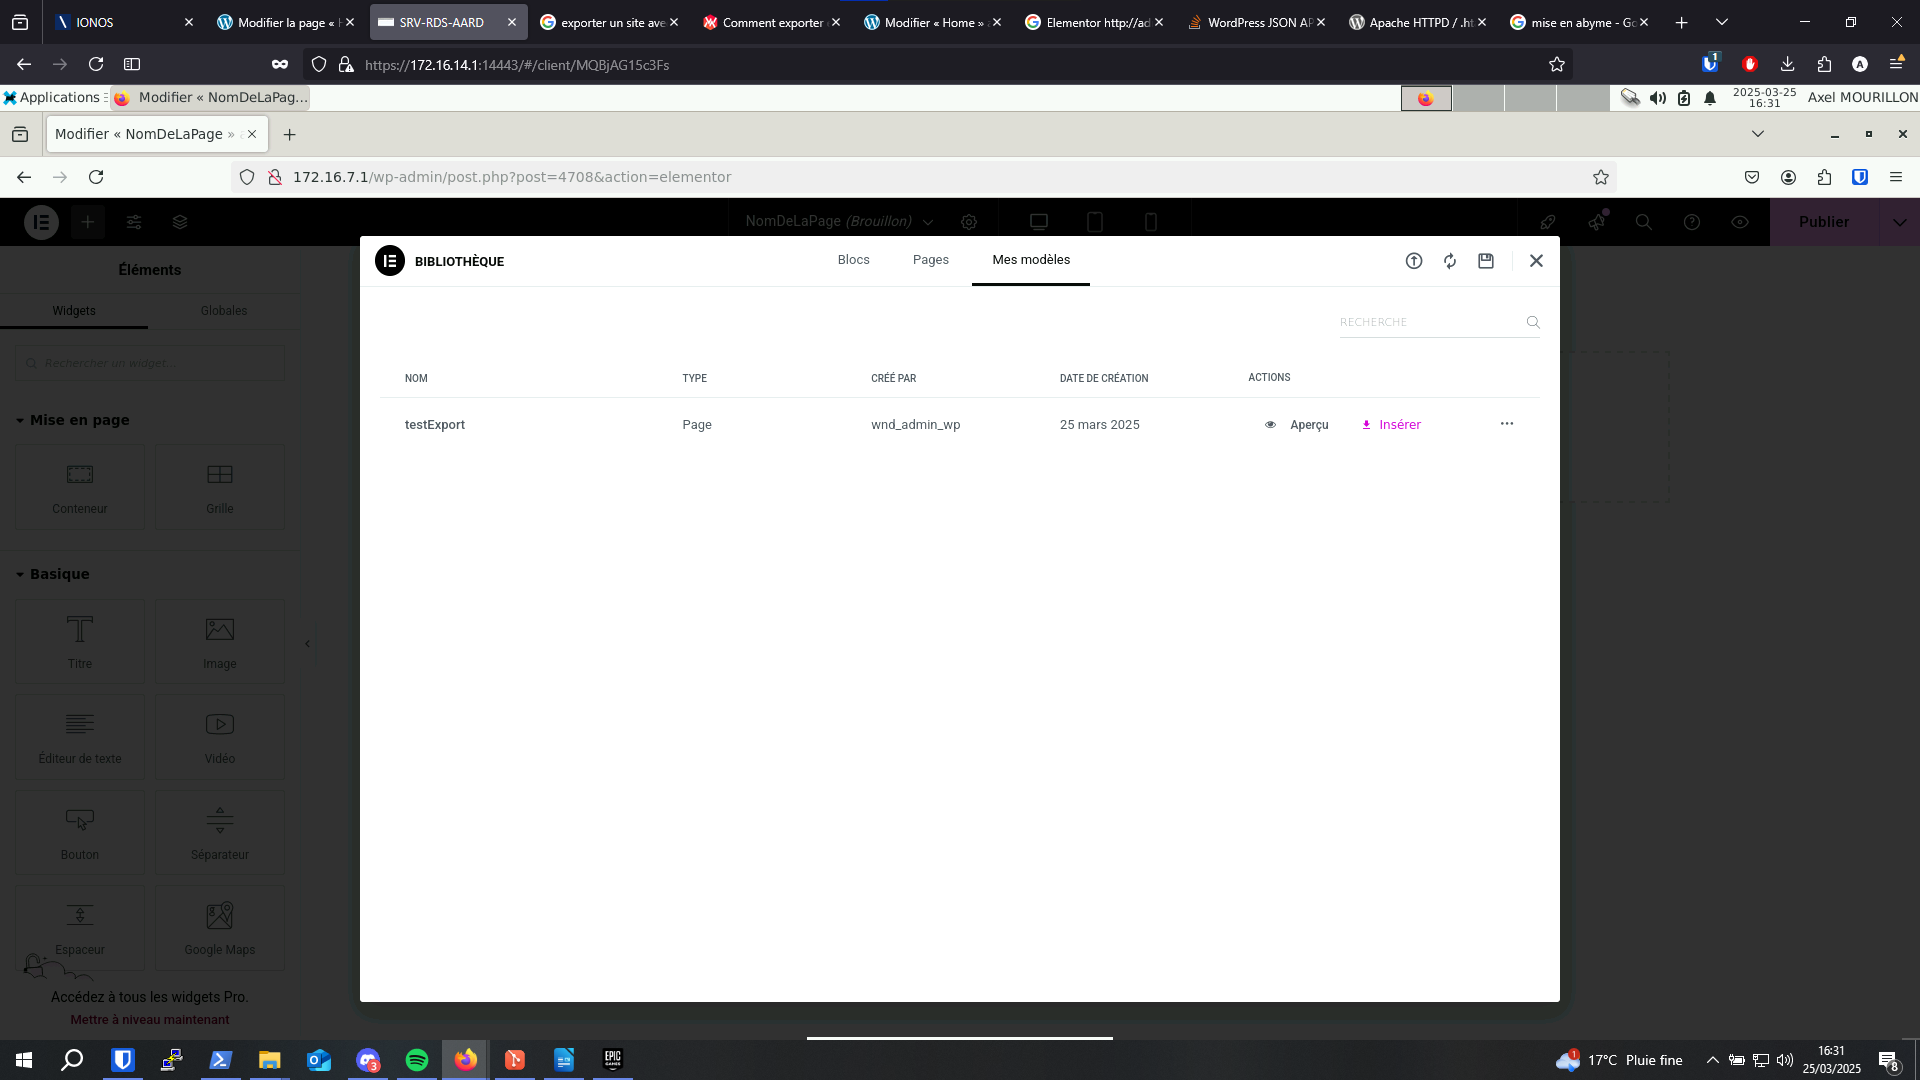 IONOS
Modifier la page « H
SRV-RDS-AARD
exporter un site ave
Comment exporter
Modifier « Home » a
Elementor http://ad
WordPress JSON AP
Apache HTTPD / .ht
mise en abyme - Go
https://172.16.14.1:14443/#/client/MQBjAG15c3Fs
1
A
Applications
Modifier « NomDeLaPag...
2025-03-25
16:31
Axel MOURILLON
Modifier « NomDeLaPage »
172.16.7.1/wp-admin/post.php?post=4708&action=elementor
NomDeLaPage (Brouillon)
Publier
Éléments
Widgets
Globales
Rechercher un widget...
Mise en page
Conteneur
Grille
Basique
Titre
Image
Éditeur de texte
Vidéo
Bouton
Séparateur
Espaceur
Google Maps
Accédez à tous les widgets Pro.
Mettre à niveau maintenant
BIBLIOTHÈQUE
Blocs
Pages
Mes modèles
RECHERCHE
NOM
TYPE
CRÉÉ PAR
DATE DE CRÉATION
ACTIONS
testExport
Page
wnd_admin_wp
25 mars 2025
Aperçu
Insérer
3
EPIC
GAMES
1
17°C Pluie fine
16:31
25/03/2025
8